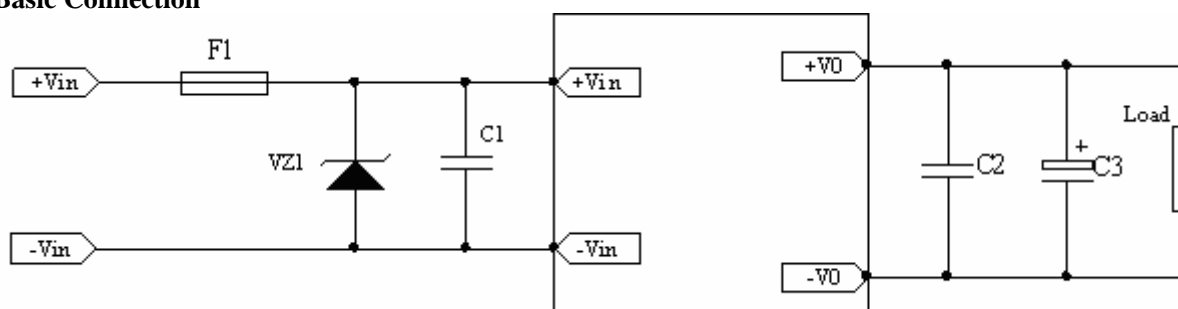 Basic Connection
F1
+Vin
+Vin
+V0
VZ1
C1
C2
+
C3
Load
-Vin
-Vin
-V0